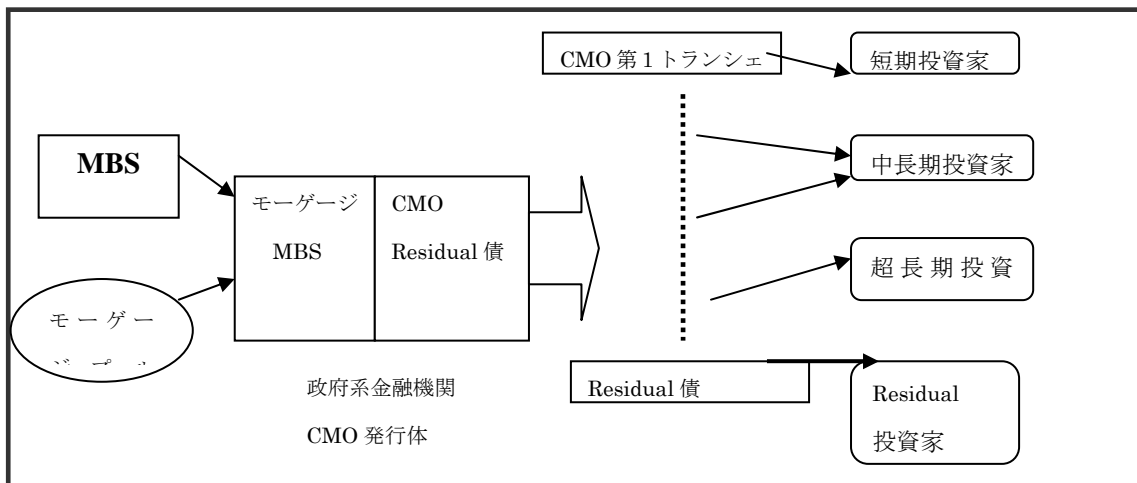 CMO 第1トランシェ
短期投資家
MBS
中長期投資家
モーゲージ
MBS
CMO
Residual 債
超長期投資
モーゲー
政府系金融機関
CMO 発行体
Residual 債
Residual
投資家